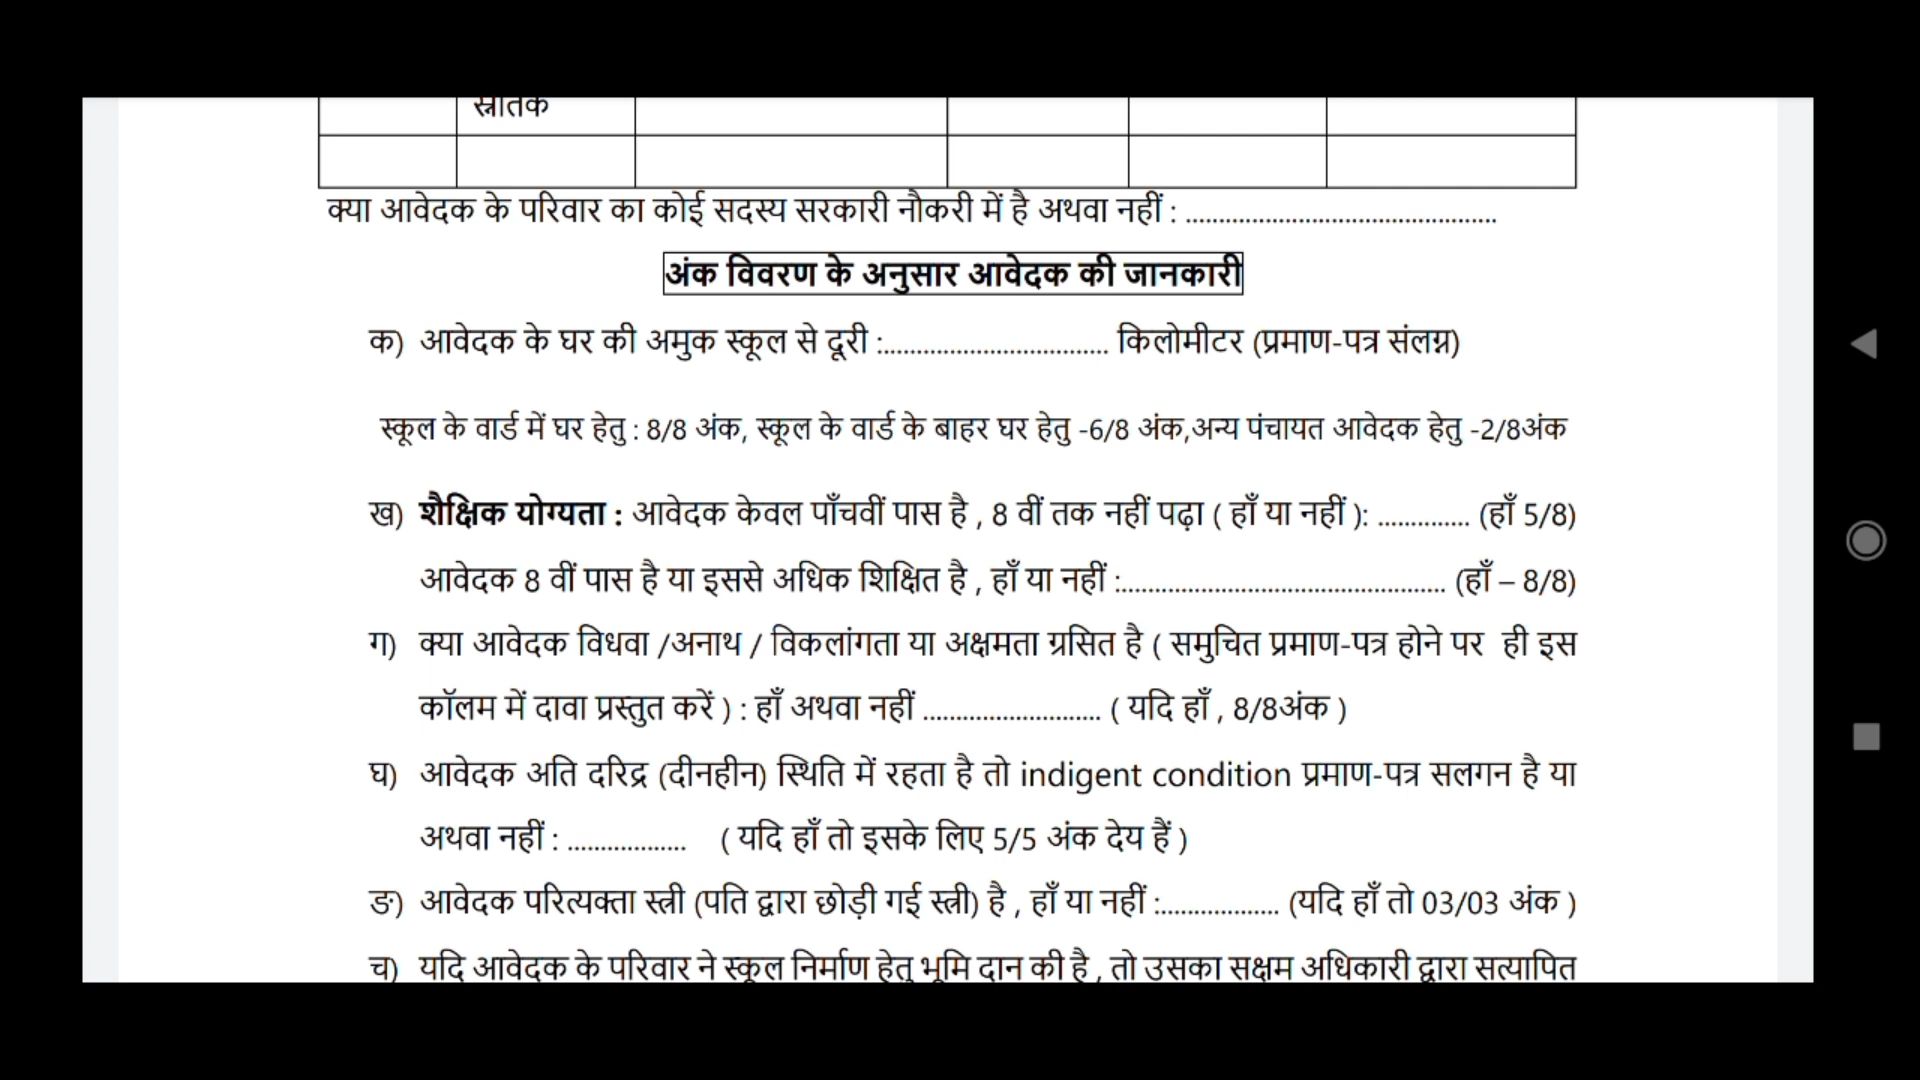 स्नातक
क्या आवेदक के परिवार का कोई सदस्य सरकारी नौकरी में है अथवा नहीं : ...............................................
अंक विवरण के अनुसार आवेदक की जानकारी
क) आवेदक के घर की अमुक स्कूल से दूरी :.................................. किलोमीटर (प्रमाण-पत्र संलग्न)
स्कूल के वार्ड में घर हेतु : 8/8 अंक, स्कूल के वार्ड के बाहर घर हेतु -6/8 अंक,अन्य पंचायत आवेदक हेतु -2/8अंक
ख) शैक्षिक योग्यता : आवेदक केवल पाँचवीं पास है , 8 वीं तक नहीं पढ़ा ( हाँ या नहीं ): .............. (हाँ 5/8)
आवेदक 8 वीं पास है या इससे अधिक शिक्षित है , हाँ या नहीं :................................................. (हाँ – 8/8)
ग) क्या आवेदक विधवा /अनाथ / विकलांगता या अक्षमता ग्रसित है ( समुचित प्रमाण-पत्र होने पर ही इस
कॉलम में दावा प्रस्तुत करें ) : हाँ अथवा नहीं ........................... ( यदि हाँ , 8/8अंक )
घ) आवेदक अति दरिद्र (दीनहीन) स्थिति में रहता है तो indigent condition प्रमाण-पत्र सलगन है या
अथवा नहीं : .................. ( यदि हाँ तो इसके लिए 5/5 अंक देय हैं )
ङ) आवेदक परित्यक्ता स्त्री (पति द्वारा छोड़ी गई स्त्री) है , हाँ या नहीं :.................. (यदि हाँ तो 03/03 अंक )
च) यदि आवेदक के परिवार ने स्कूल निर्माण हेतु भूमि दान की है , तो उसका सक्षम अधिकारी द्वारा सत्यापित